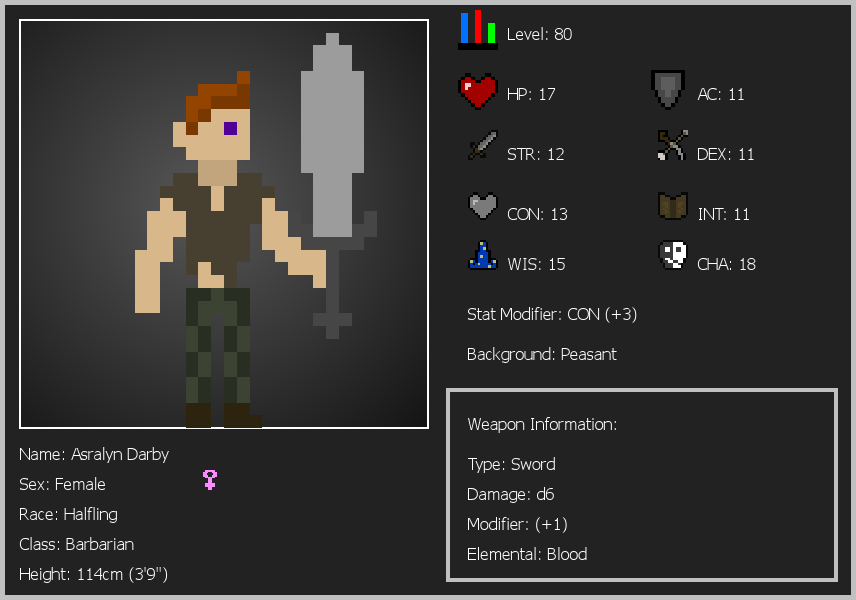 Level: 80
HP: 17
AC: 11
STR: 12
DEX: 11
CON: 13
INT: 11
WIS: 15
CHA: 18
Stat Modifier: CON (+3)
Background: Peasant
Weapon Information:
Type: Sword
Damage: d6
Modifier: (+1)
Elemental: Blood
Name: Asralyn Darby
Sex: Female
Race: Halfling
Class: Barbarian
Height: 114cm (3'9")